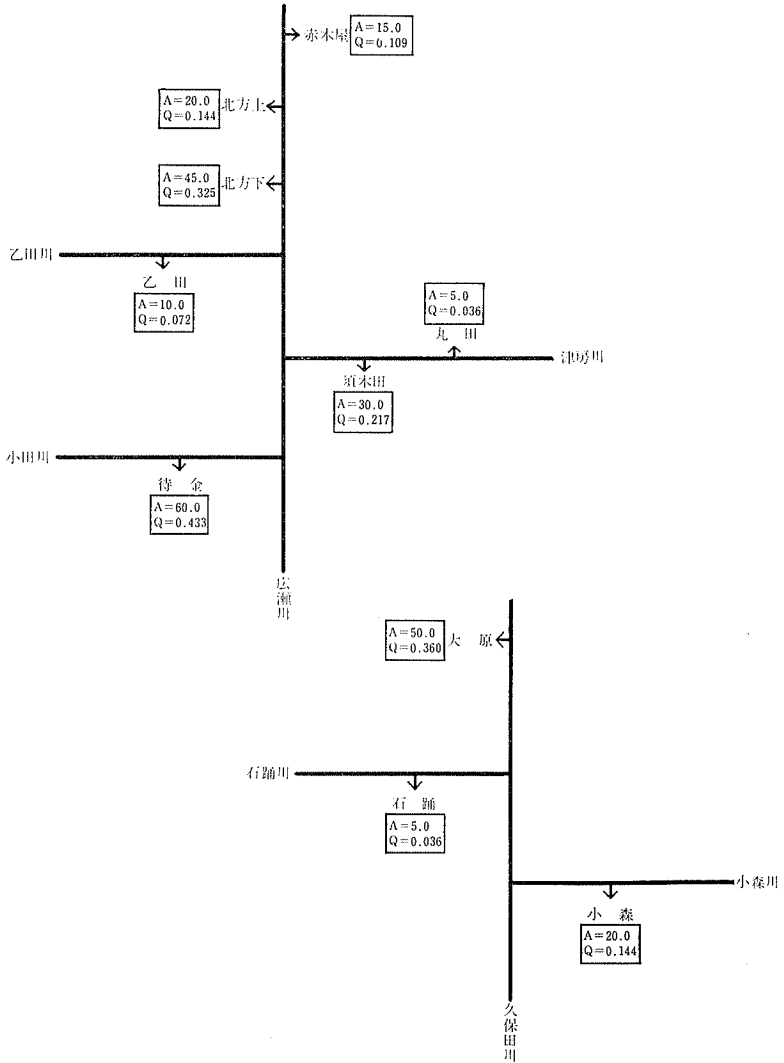 赤木屋
A=15.0
Q=0.109
A=20.0
Q=0.144
北方上
A=45.0
Q=0.325
北方下
乙田川
乙 田
A=10.0
Q=0.072
A=5.0
Q=0.036
丸 田
津房川
須木田
A=30.0
Q=0.217
小田川
待 金
A=60.0
Q=0.433
広瀬川
A=50.0
Q=0.360
大 原
石踊川
石 踊
A=5.0
Q=0.036
小森川
小 森
A=20.0
Q=0.144
久保田川